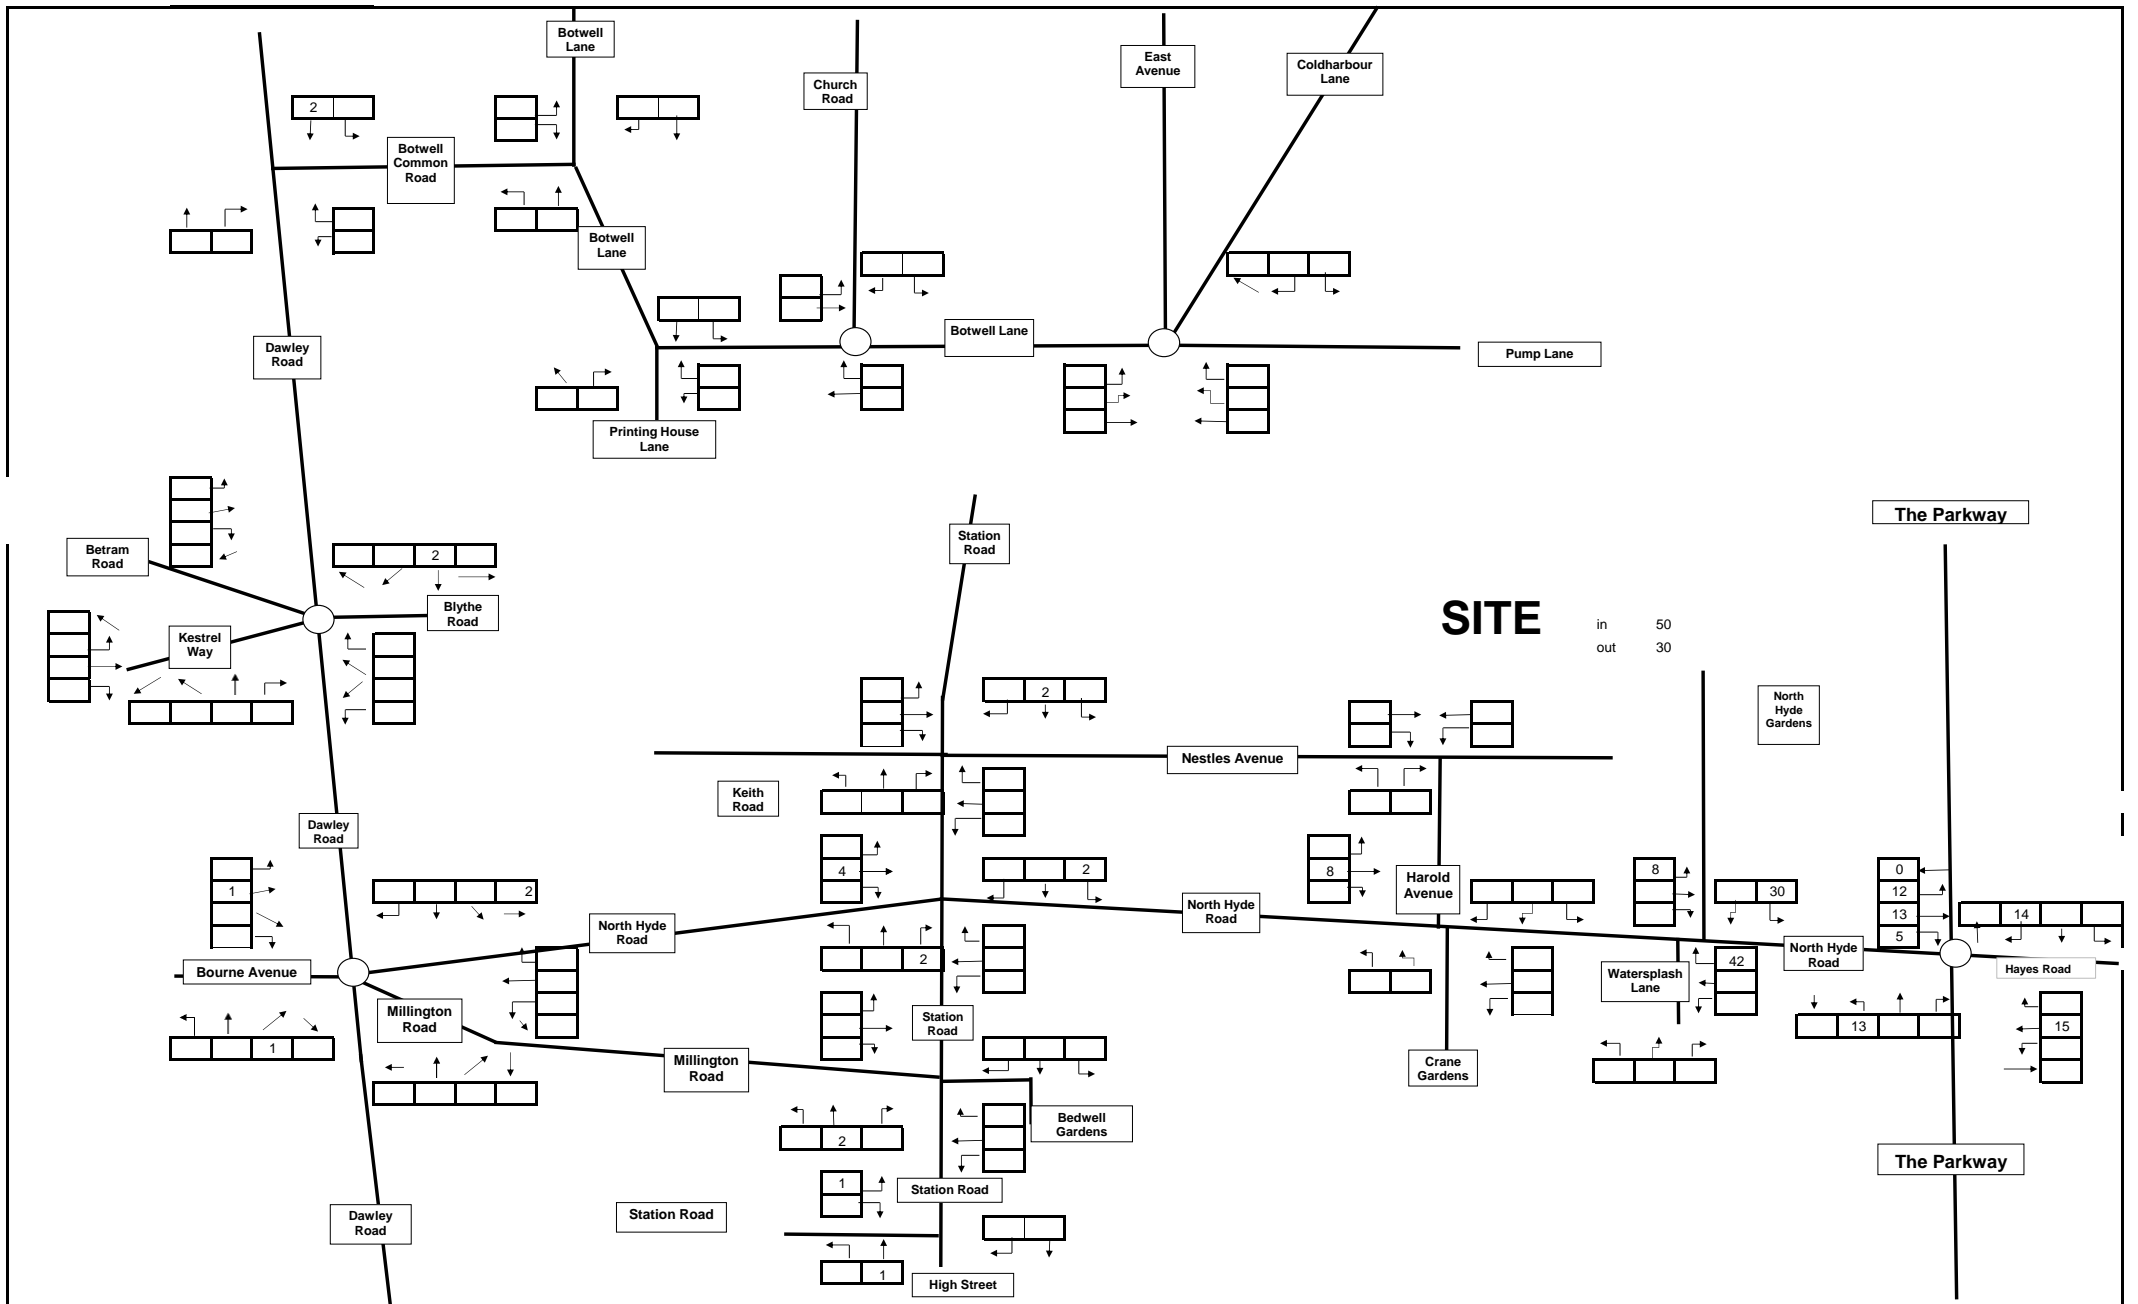 Botwell
Lane
East
Avenue
Coldharbour
Lane
Church
Road
2
Botwell
Common
Road
Botwell
Lane
Botwell Lane
Pump Lane
Dawley
Road
Printing House
Lane
The Parkway
Station
Road
Betram
Road
2
Blythe
Road
Kestrel
Way
SITE
in 50
out 30
2
North
Hyde
Gardens
Nestles Avenue
Keith
Road
Dawley
Road
1
2
4
2
8
Harold
Avenue
8
30
0
12
13
5
14
North Hyde
Road
North Hyde
Road
North Hyde
Road
Hayes Road
Bourne Avenue
2
42
Watersplash
Lane
Millington
Road
Station
Road
13
15
1
Millington
Road
Crane
Gardens
2
Bedwell
Gardens
The Parkway
1
Station Road
Station Road
Dawley
Road
1
High Street